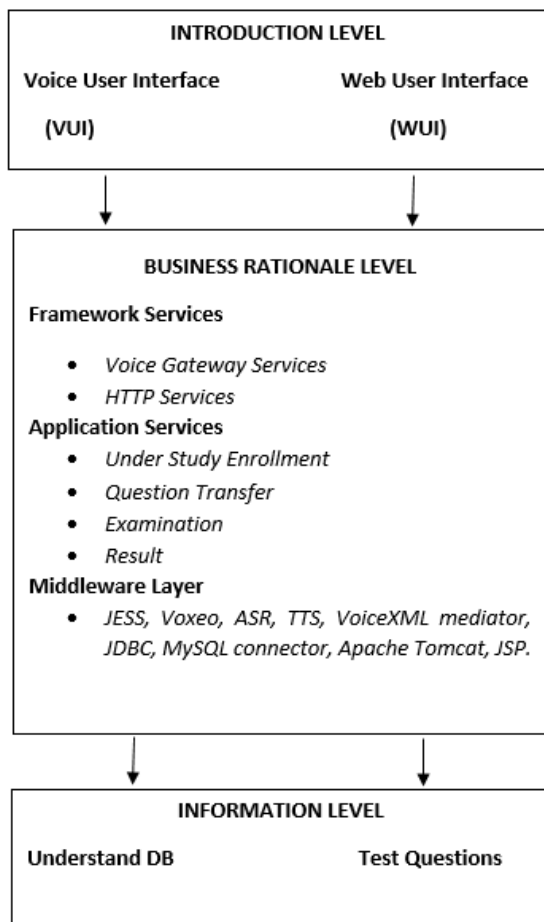 INTRODUCTION LEVEL
Voice User Interface Web User Interface
(VUI) (WUI)
BUSINESS RATIONALE LEVEL
Framework Services
• Voice Gateway Services
• HTTP Services
Application Services
• Under Study Enrollment
• Question Transfer
• Examination
• Result
Middleware Layer
• JESS, Voxeo, ASR, TTS, VoiceXML mediator,
JDBC, MySQL connector, Apache Tomcat, JSP.
INFORMATION LEVEL
Understand DB Test Questions